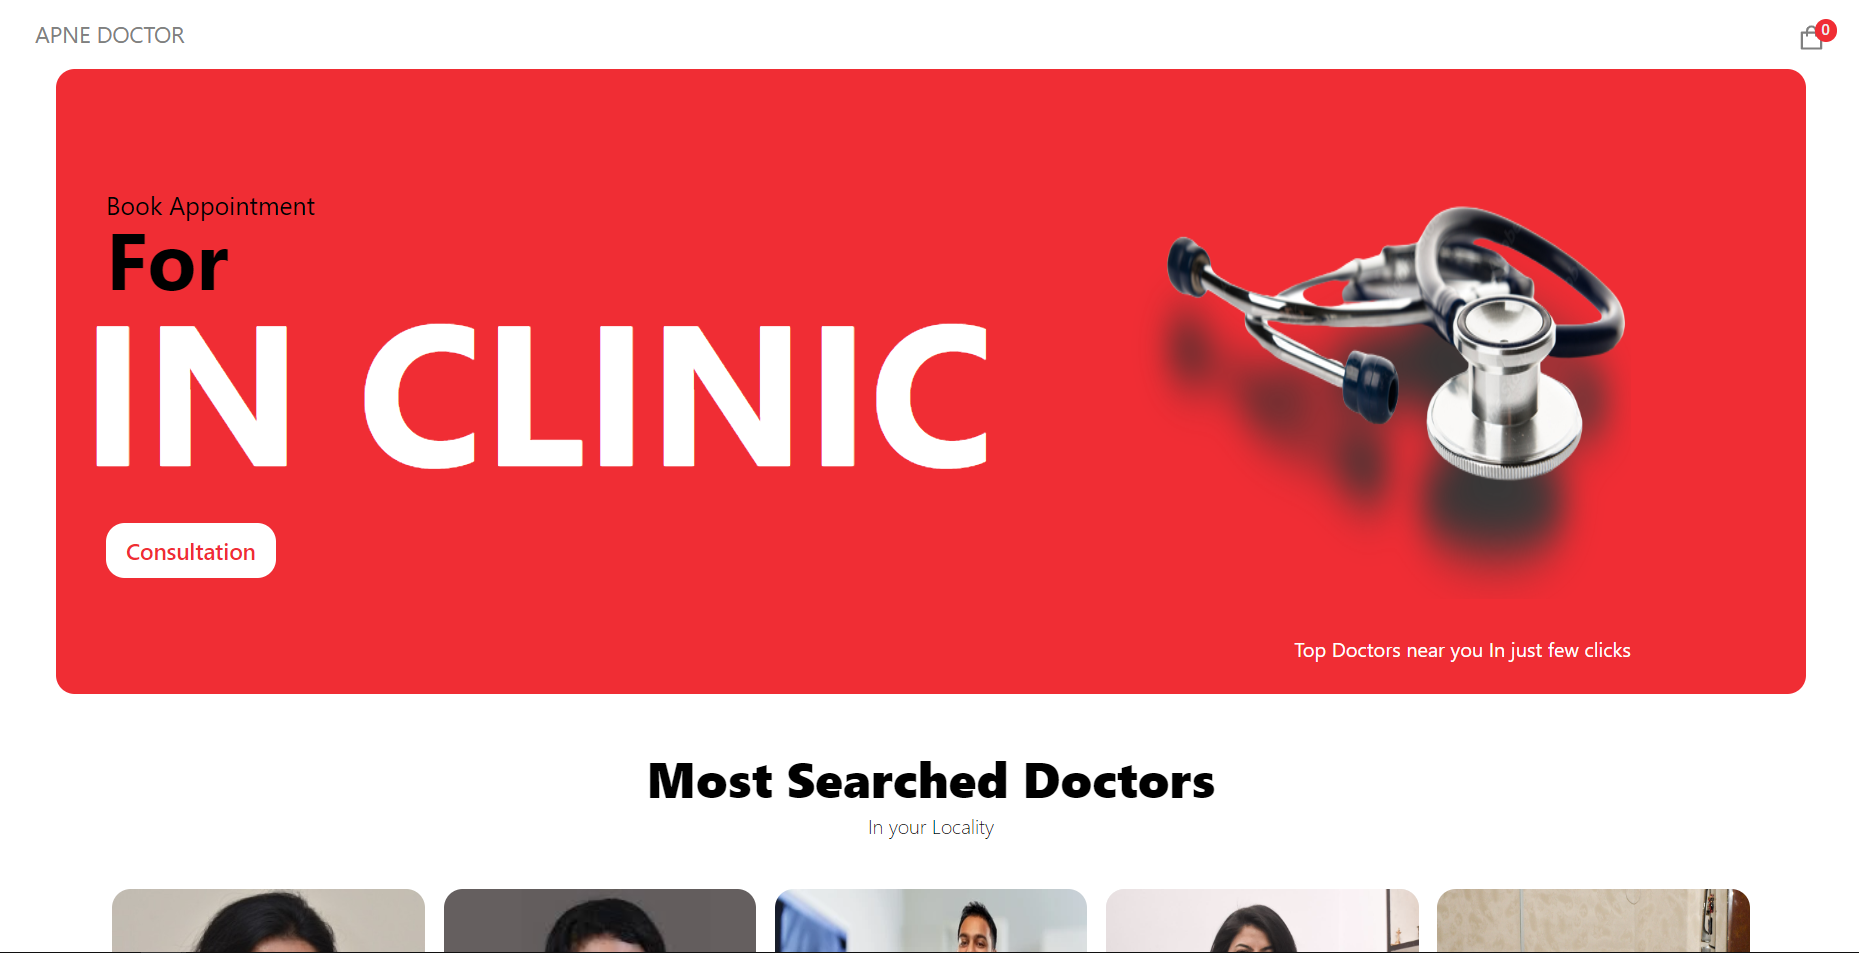 APNE DOCTOR
0
Book Appointment
For
IN CLINIC
Consultation
Top Doctors near you In just few clicks
Most Searched Doctors
In your Locality